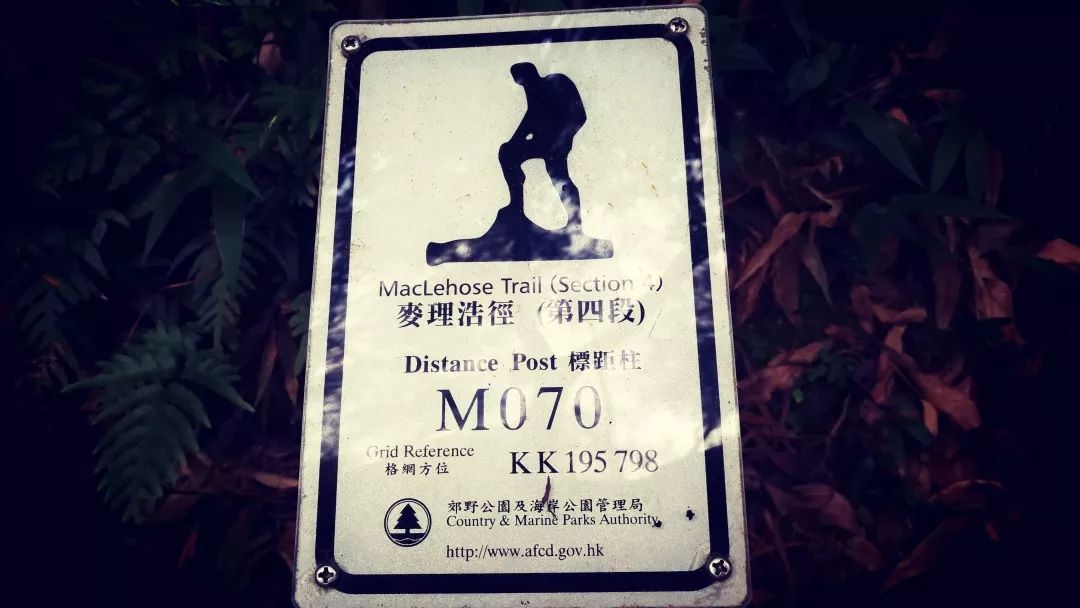 MacLehose Trail (Section 4)
麥理浩徑 (第四段)
Distance Post 標距柱
M070
Grid Reference
格網方位
KK 195 798
郊野公園及海岸公園管理局
Country & Marine Parks Authority
http://www.afcd.gov.hk